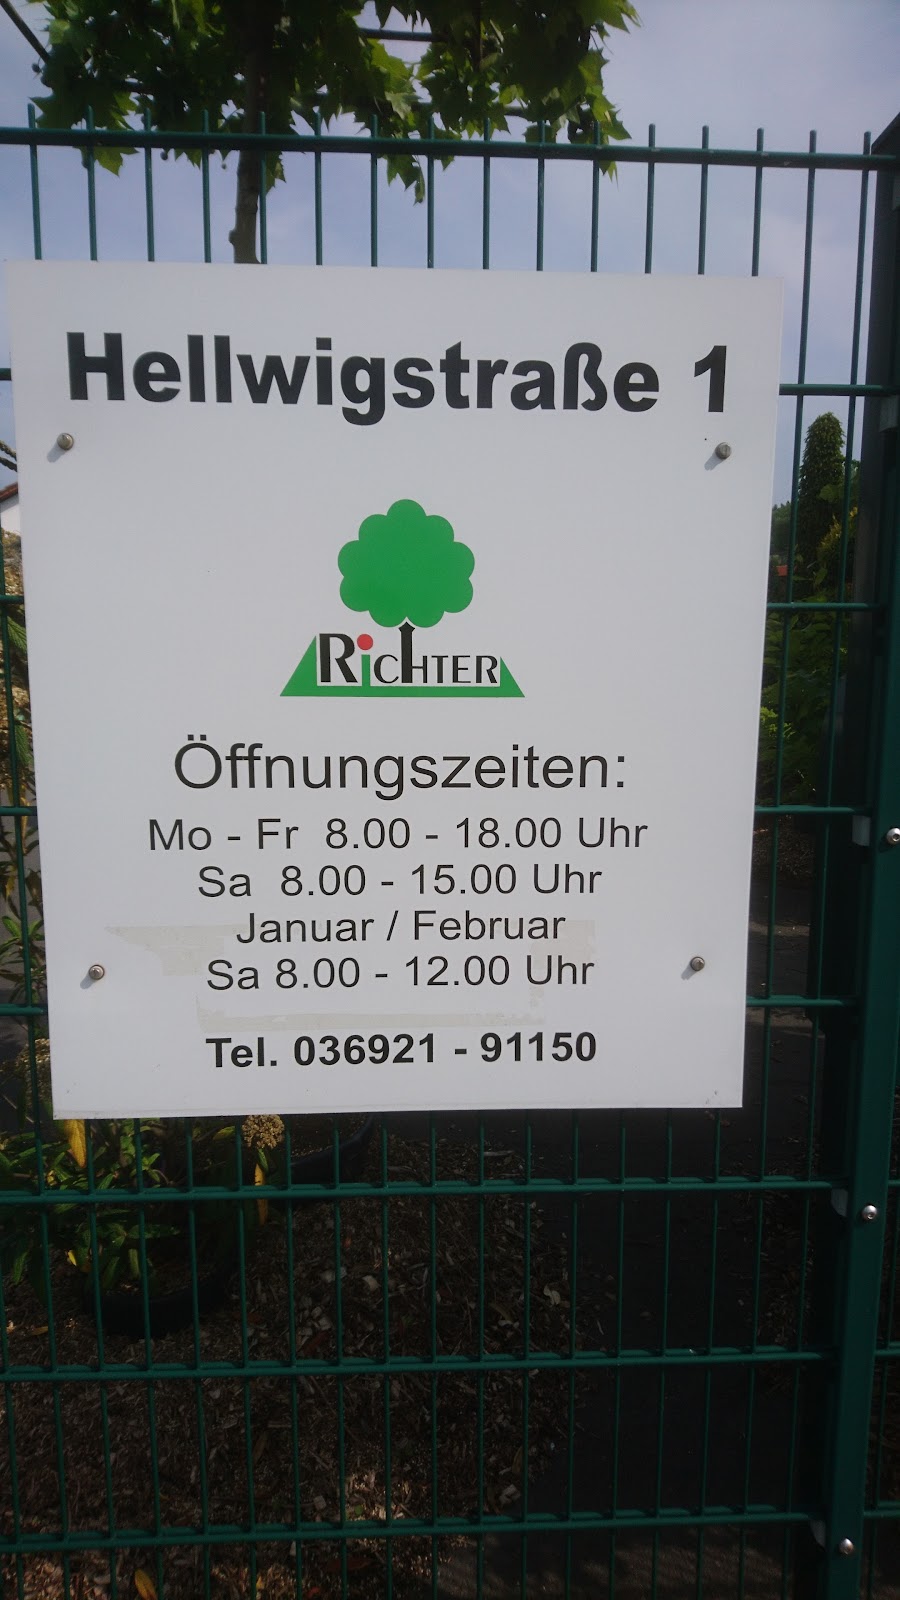 Hellwigstraße 1
RicHTER
Öffnungszeiten:
Mo - Fr 8.00 - 18.00 Uhr
Sa 8.00 - 15.00 Uhr
Januar / Februar
Sa 8.00 - 12.00 Uhr
Tel. 036921 - 91150